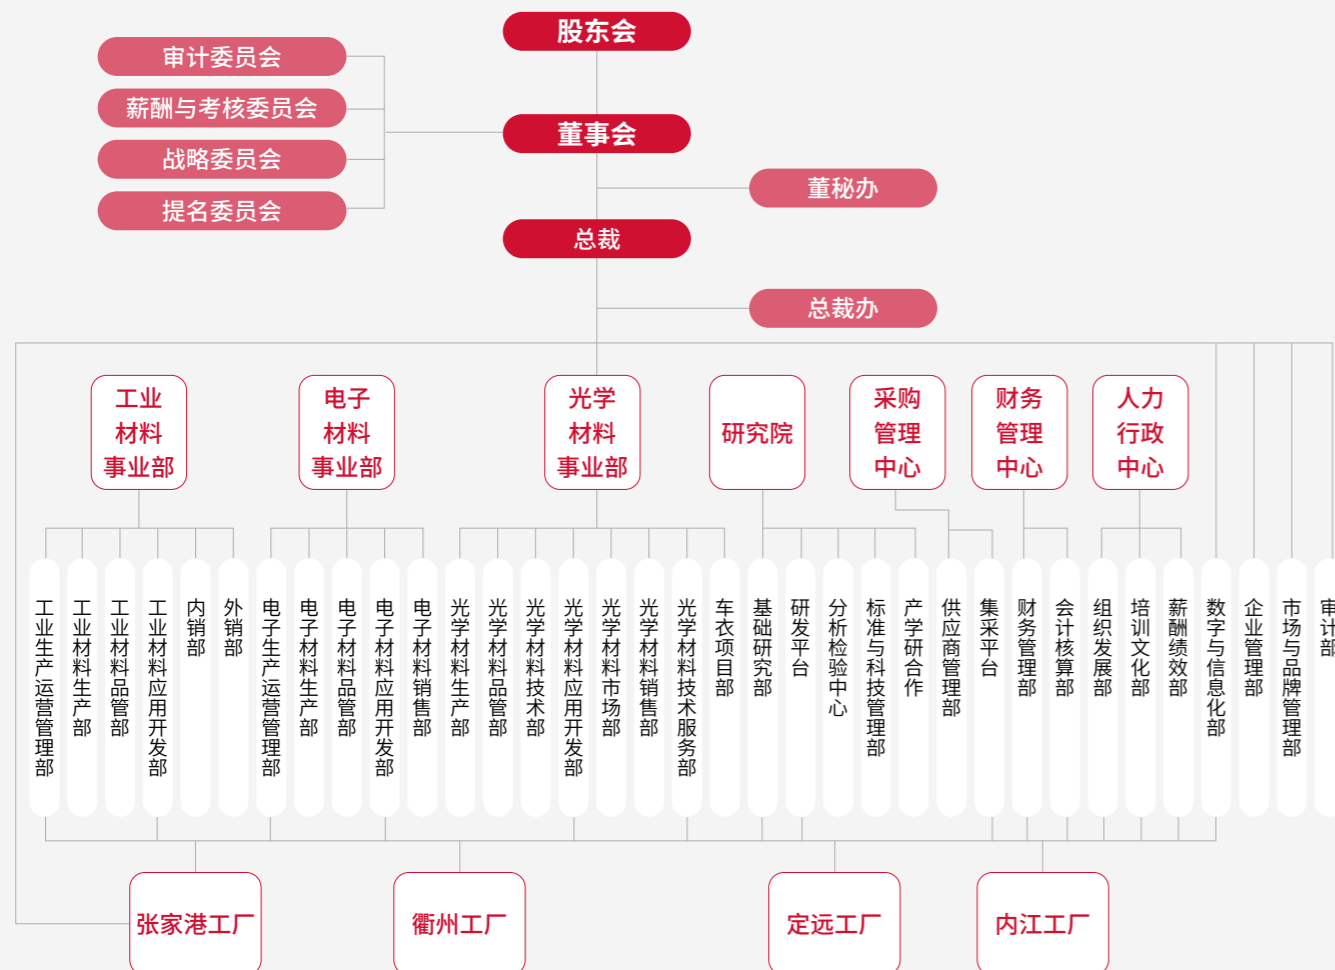 股东会
审计委员会
薪酬与考核委员会
董事会
战略委员会
提名委员会
董秘办
总裁
总裁办
工业
材料
事业部
电子
材料
事业部
光学
材料
事业部
研究院
采购
管理
中心
财务
管理
中心
人力
行政
中心
工业生产运营管理部
工业材料生产部
工业材料品管部
工业材料应用开发部
内销部
外销部
电子生产运营管理部
电子材料生产部
电子材料品管部
电子材料应用开发部
电子材料销售部
光学材料生产部
光学材料品管部
光学材料技术部
光学材料应用开发部
光学材料市场部
光学材料销售部
光学材料技术服务部
车衣项目部
基础研究部
研发平台
分析检验中心
标准与科技管理部
产学研合作
供应商管理部
集采平台
财务管理部
会计核算部
组织发展部
培训文化部
薪酬绩效部
数字与信息化部
企业管理部
市场与品牌管理部
审计部
张家港工厂
衢州工厂
定远工厂
内江工厂